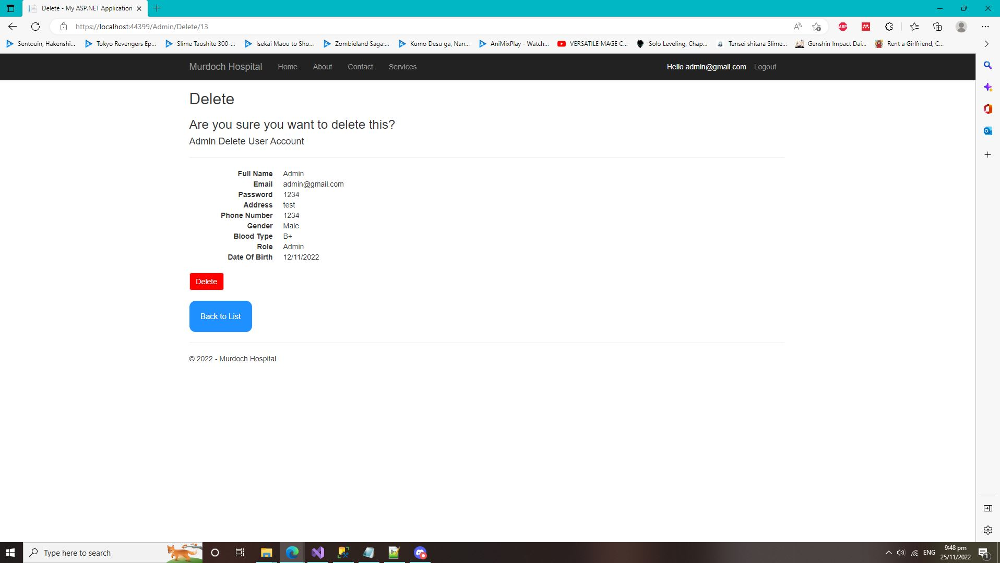 Delete - My ASP.NET Application
https://localhost:44399/Admin/Delete/13
ABP
Sentouin, Hakenshi...
Tokyo Revengers Ep...
Slime Taoshite 300-...
Isekai Maou to Sho...
Zombieland Saga:...
Kumo Desu ga, Nan...
AniMixPlay - Watch...
VERSATILE MAGE C...
Solo Leveling, Chap...
Tensei shitara Slime...
Genshin Impact Dai...
Rent a Girlfriend, C...
Murdoch Hospital
Home
About
Contact
Services
Hello admin@gmail.com
Logout
Delete
Are you sure you want to delete this?
Admin Delete User Account
Full Name Admin
Email admin@gmail.com
Password 1234
Address test
Phone Number 1234
Gender Male
Blood Type B+
Role Admin
Date Of Birth 12/11/2022
Delete
Back to List
© 2022 - Murdoch Hospital
Type here to search
ENG
9:48 pm
25/11/2022
1